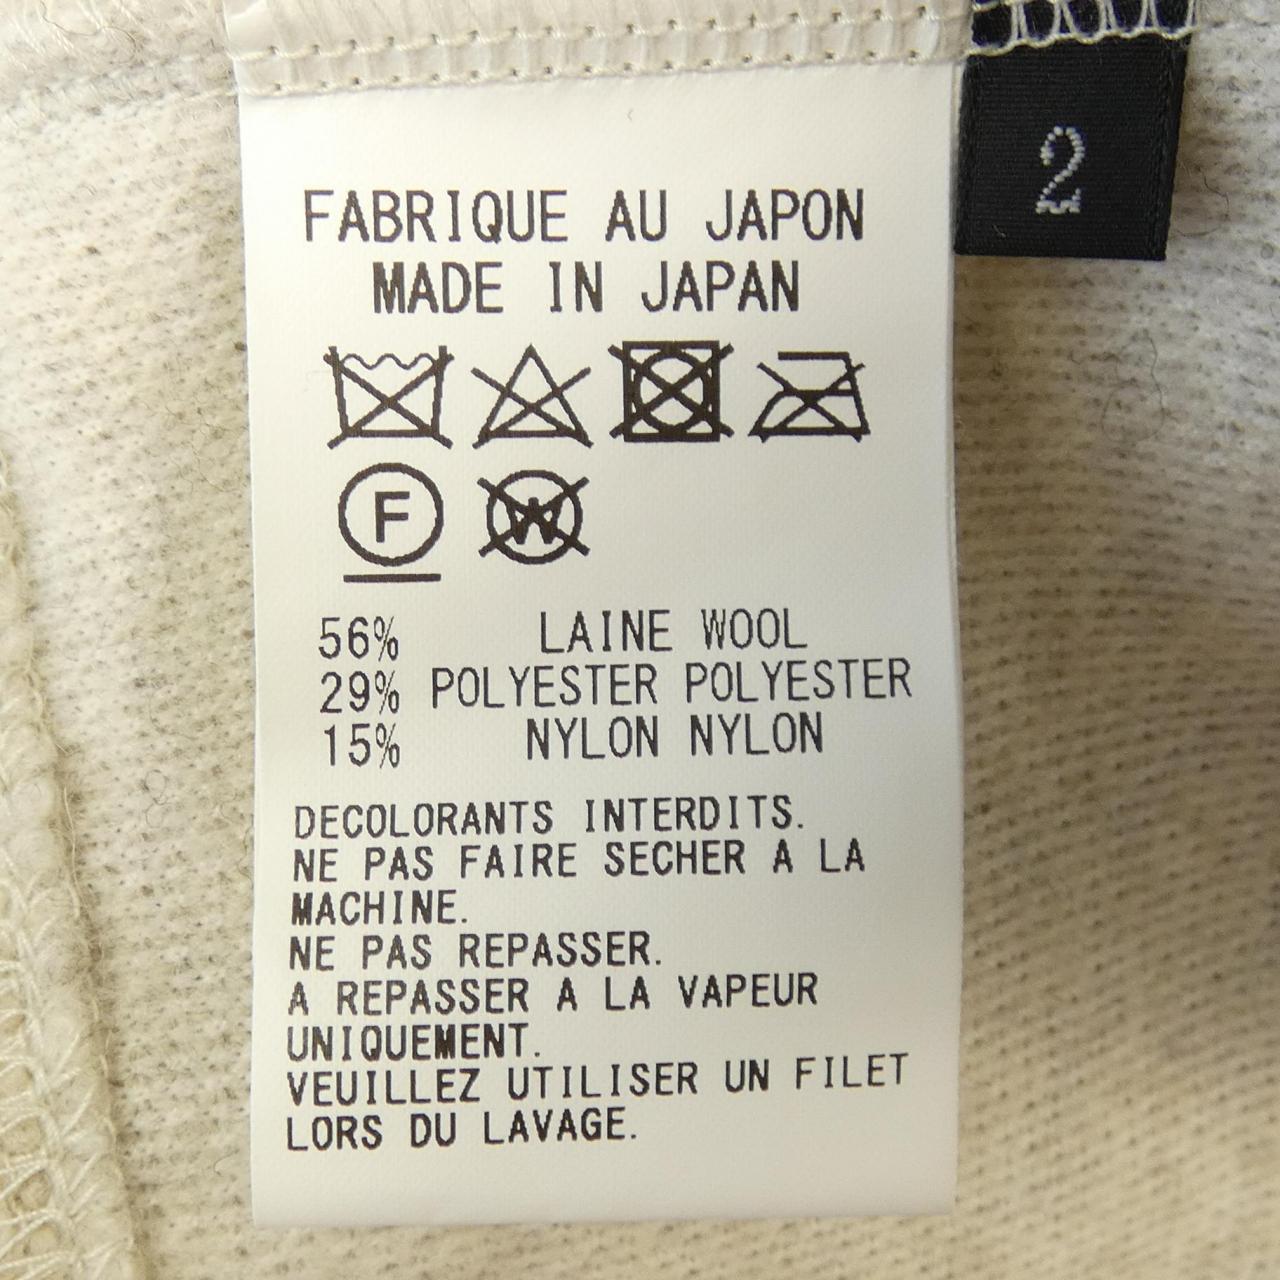 2
FABRIQUE AU JAPON
MADE IN JAPAN
F W
56% LAINE WOOL
29% POLYESTER POLYESTER
15% NYLON NYLON
DECOLORANTS INTERDITS.
NE PAS FAIRE SECHER A LA
MACHINE.
NE PAS REPASSER.
A REPASSER A LA VAPEUR
UNIQUEMENT.
VEUILLEZ UTILISER UN FILET
LORS DU LAVAGE.